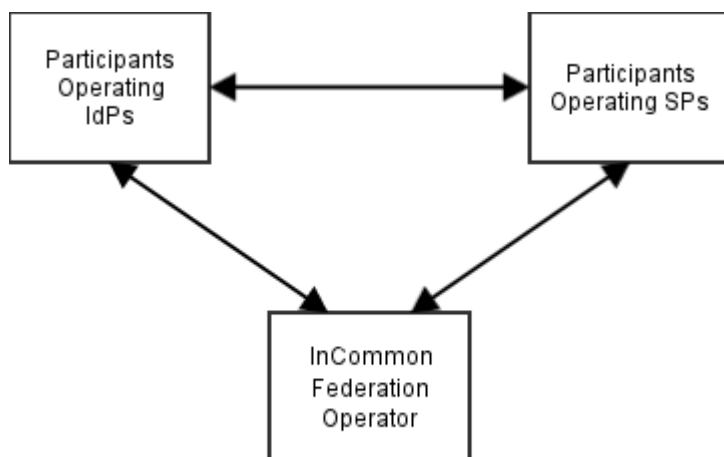 Participants
Operating
IdPs
Participants
Operating SPs
InCommon
Federation
Operator